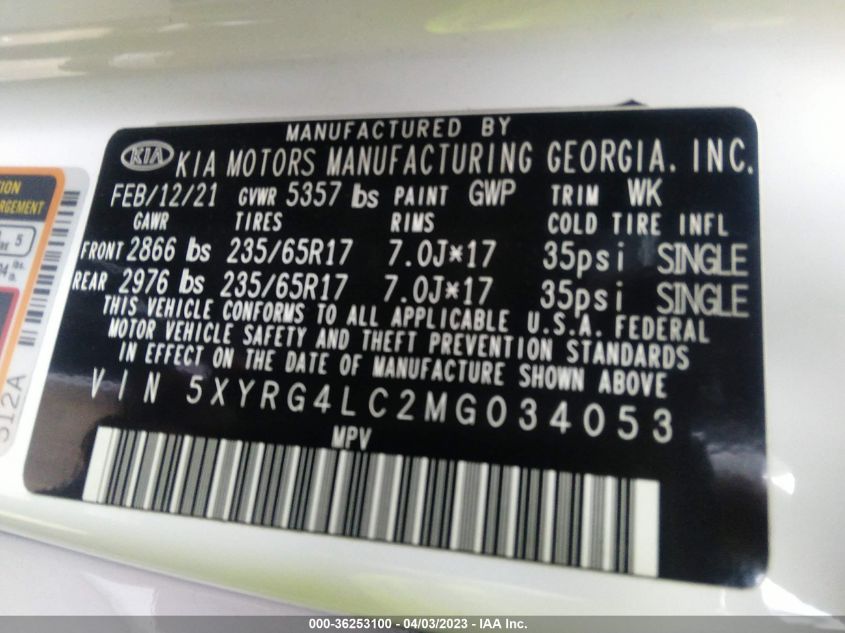 MANUFACTURED BY
KIA KIA MOTORS MANUFACTURING GEORGIA. INC.
FEB/12/21 GVWR 5357 lbs PAINT GWP TRIM WK
GAWR TIRES RIMS COLD TIRE INFL
FRONT 2866 lbs 235/65R17 7.0J*17 35psi SINGLE
REAR 2976 lbs 235/65R17 7.0J*17 35psi SINGLE
THIS VEHICLE CONFORMS TO ALL APPLICABLE U.S.A. FEDERAL
MOTOR VEHICLE SAFETY AND THEFT PREVENTION STANDARDS
IN EFFECT ON THE DATE OF MANUFACTURE SHOWN ABOVE
VIN 5XYRG4LC2MG034053
MPV
5
lbs.
512A
000-36253100 - 04/03/2023 - IAA Inc.